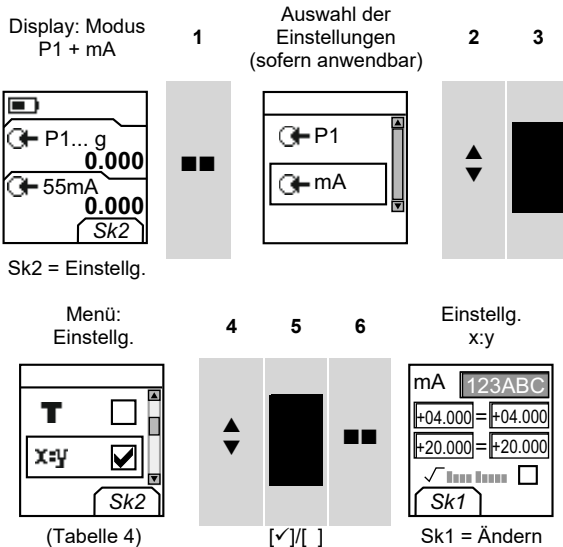 Display: Modus
P1 + mA
1
Auswahl der
Einstellungen
(sofern anwendbar)
2
3
P1... g
0.000
55mA
0.000
Sk2
P1
mA
Sk2 = Einstellg.
Menü:
Einstellg.
4
5
6
Einstellg.
x:y
T
x:y
Sk2
mA 123ABC
+04.000 = +04.000
+20.000 = +20.000
√
Sk1
(Tabelle 4)
[✓]/[ ]
Sk1 = Ändern